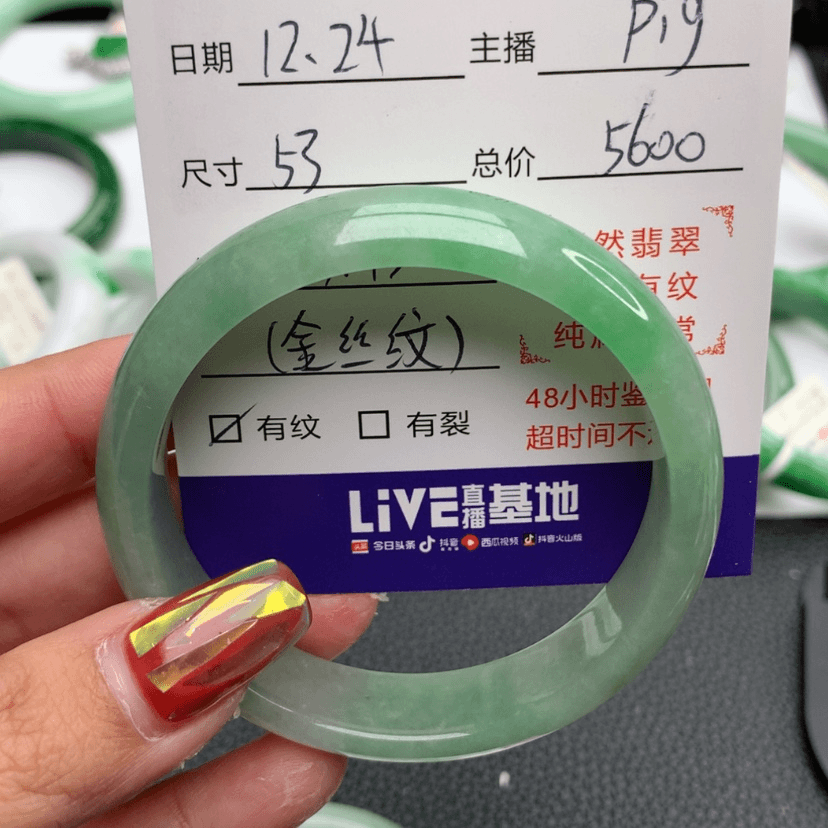 日期 12、24 主播 pig
尺寸 53 总价 5600
(金丝纹)
☑ 有纹 ☐ 有裂
然翡翠
有纹
纯 常
48小时鉴
超时间不
LiVE直播基地
今日头条 抖音 西瓜视频 抖音火山版